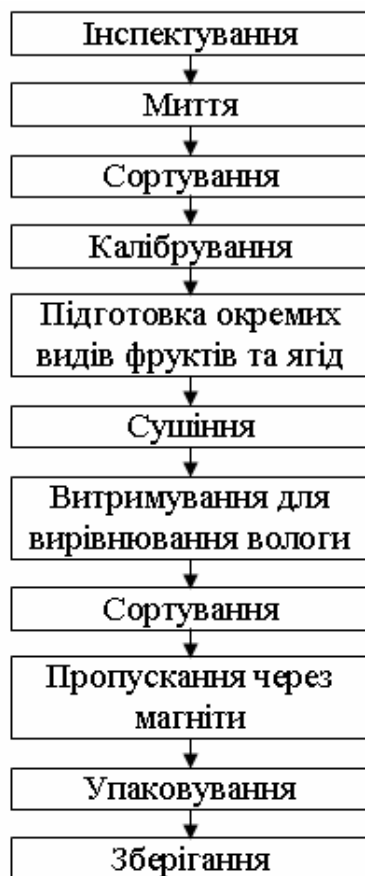 Інспектування
Миття
Сортування
Калібрування
Підготовка окремих
видів фруктів та ягід
Сушіння
Витримування для
вирівнювання вологи
Сортування
Пропускання через
магніти
Упаковування
Зберігання